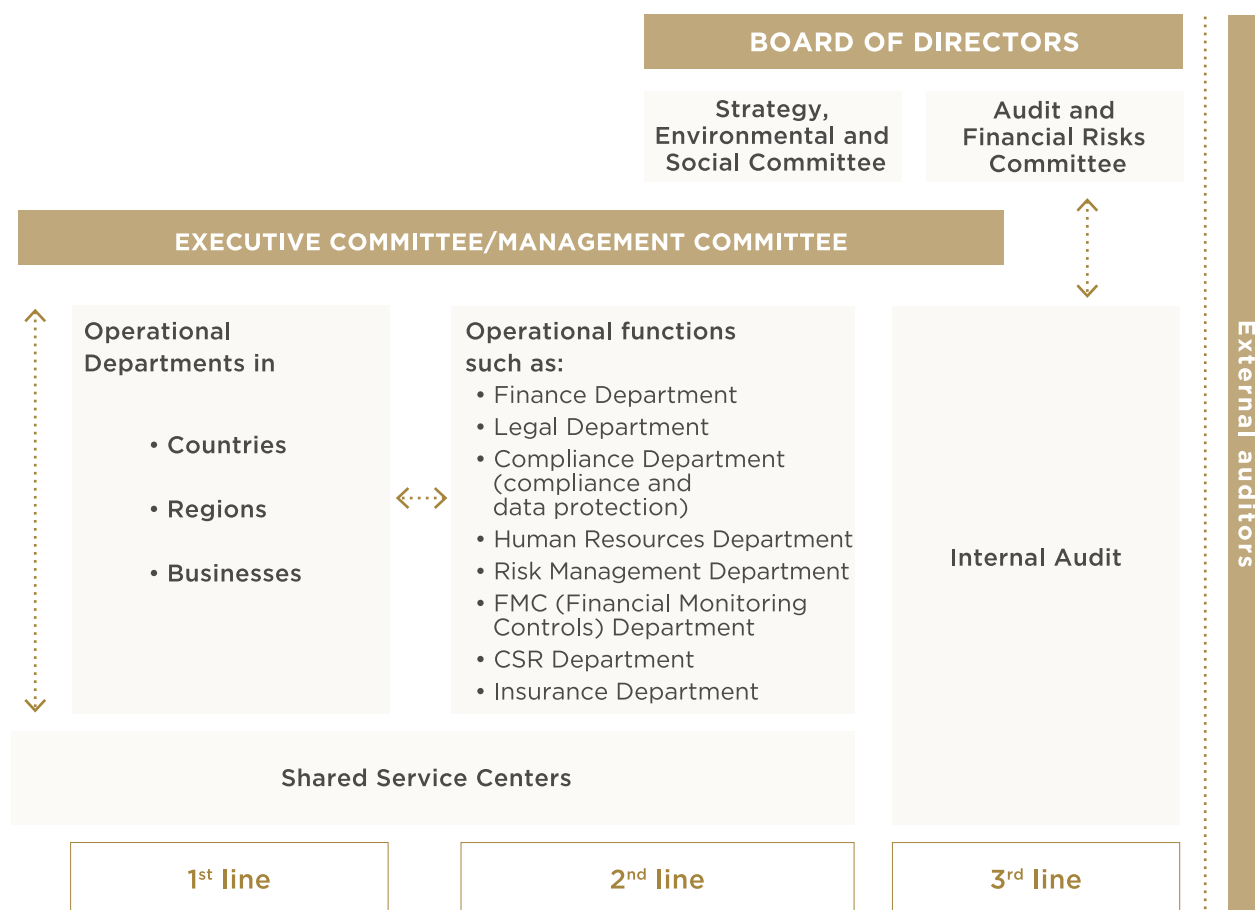 BOARD OF DIRECTORS
Strategy,
Environmental and
Social Committee
Audit and
Financial Risks
Committee
EXECUTIVE COMMITTEE/MANAGEMENT COMMITTEE
Operational
Departments in
• Countries
• Regions
• Businesses
Operational functions
such as:
• Finance Department
• Legal Department
• Compliance Department
(compliance and
data protection)
• Human Resources Department
• Risk Management Department
• FMC (Financial Monitoring
Controls) Department
• CSR Department
• Insurance Department
Internal Audit
Shared Service Centers
1st line
2nd line
3rd line
External auditors